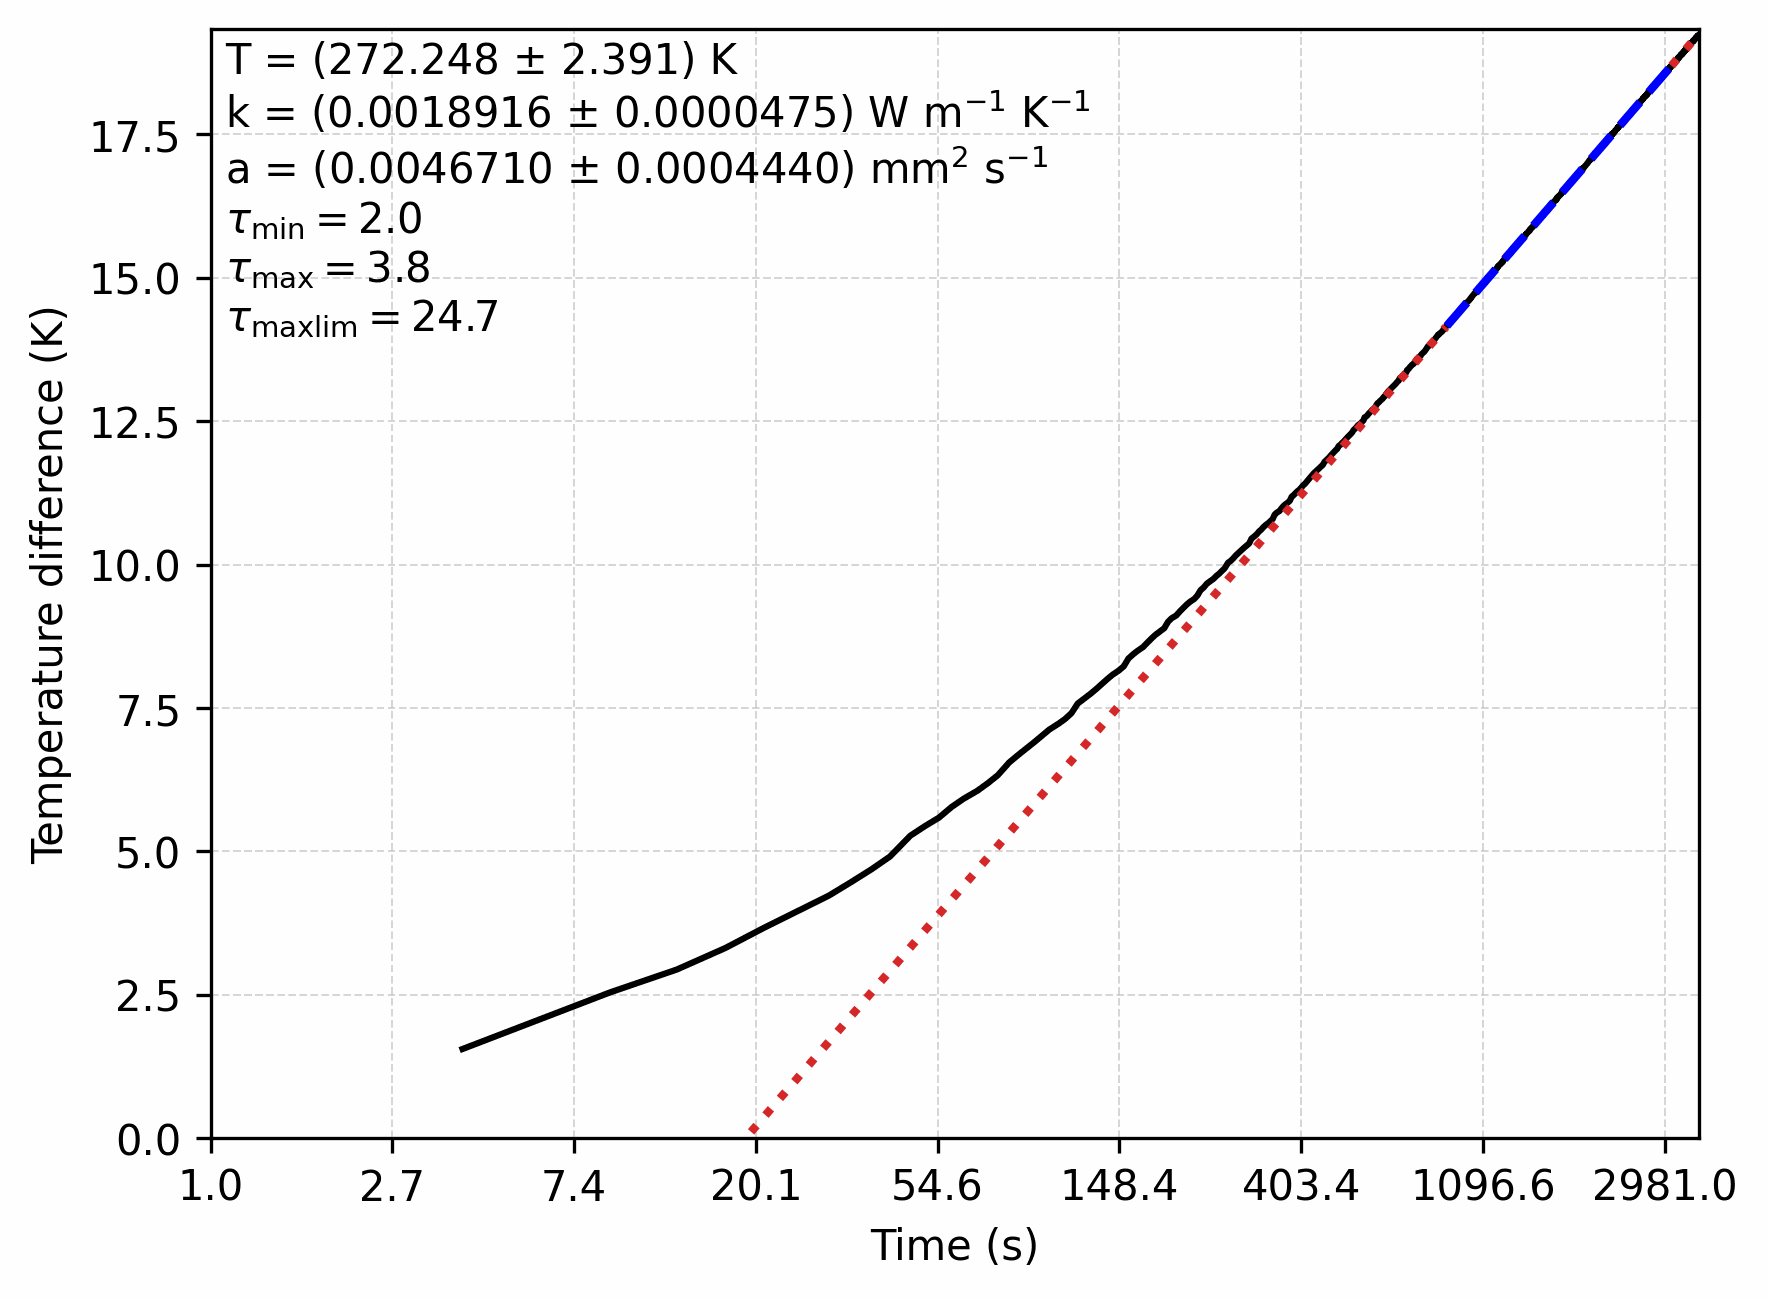 T = (272.248 ± 2.391) K
k = (0.0018916 ± 0.0000475) W m⁻¹ K⁻¹
a = (0.0046710 ± 0.0004440) mm² s⁻¹
τmin = 2.0
τmax = 3.8
τmaxlim = 24.7
Temperature difference (K)
17.5
15.0
12.5
10.0
7.5
5.0
2.5
0.0
1.0 2.7 7.4 20.1 54.6 148.4 403.4 1096.6 2981.0
Time (s)